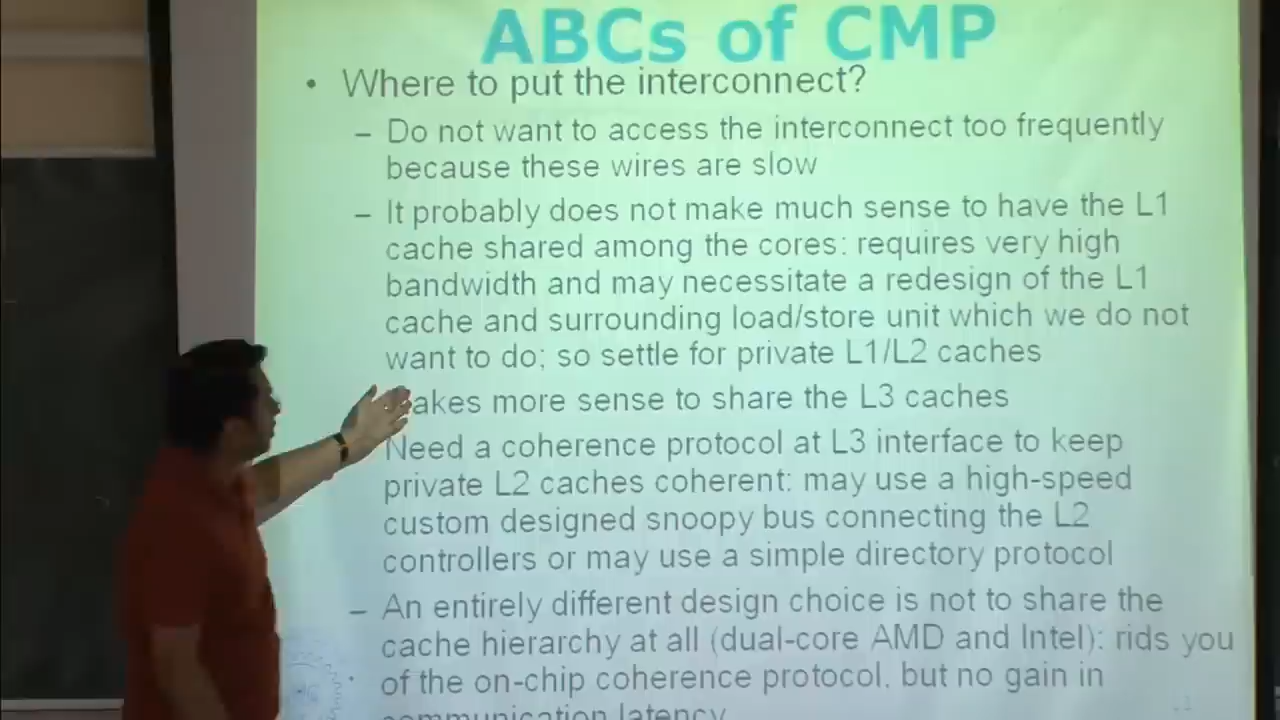 ABCs of CMP
• Where to put the interconnect?
– Do not want to access the interconnect too frequently
because these wires are slow
– It probably does not make much sense to have the L1
cache shared among the cores: requires very high
bandwidth and may necessitate a redesign of the L1
cache and surrounding load/store unit which we do not
want to do; so settle for private L1/L2 caches
akes more sense to share the L3 caches
Need a coherence protocol at L3 interface to keep
private L2 caches coherent: may use a high-speed
custom designed snoopy bus connecting the L2
controllers or may use a simple directory protocol
– An entirely different design choice is not to share the
cache hierarchy at all (dual-core AMD and Intel): rids you
of the on-chip coherence protocol, but no gain in
communication latency